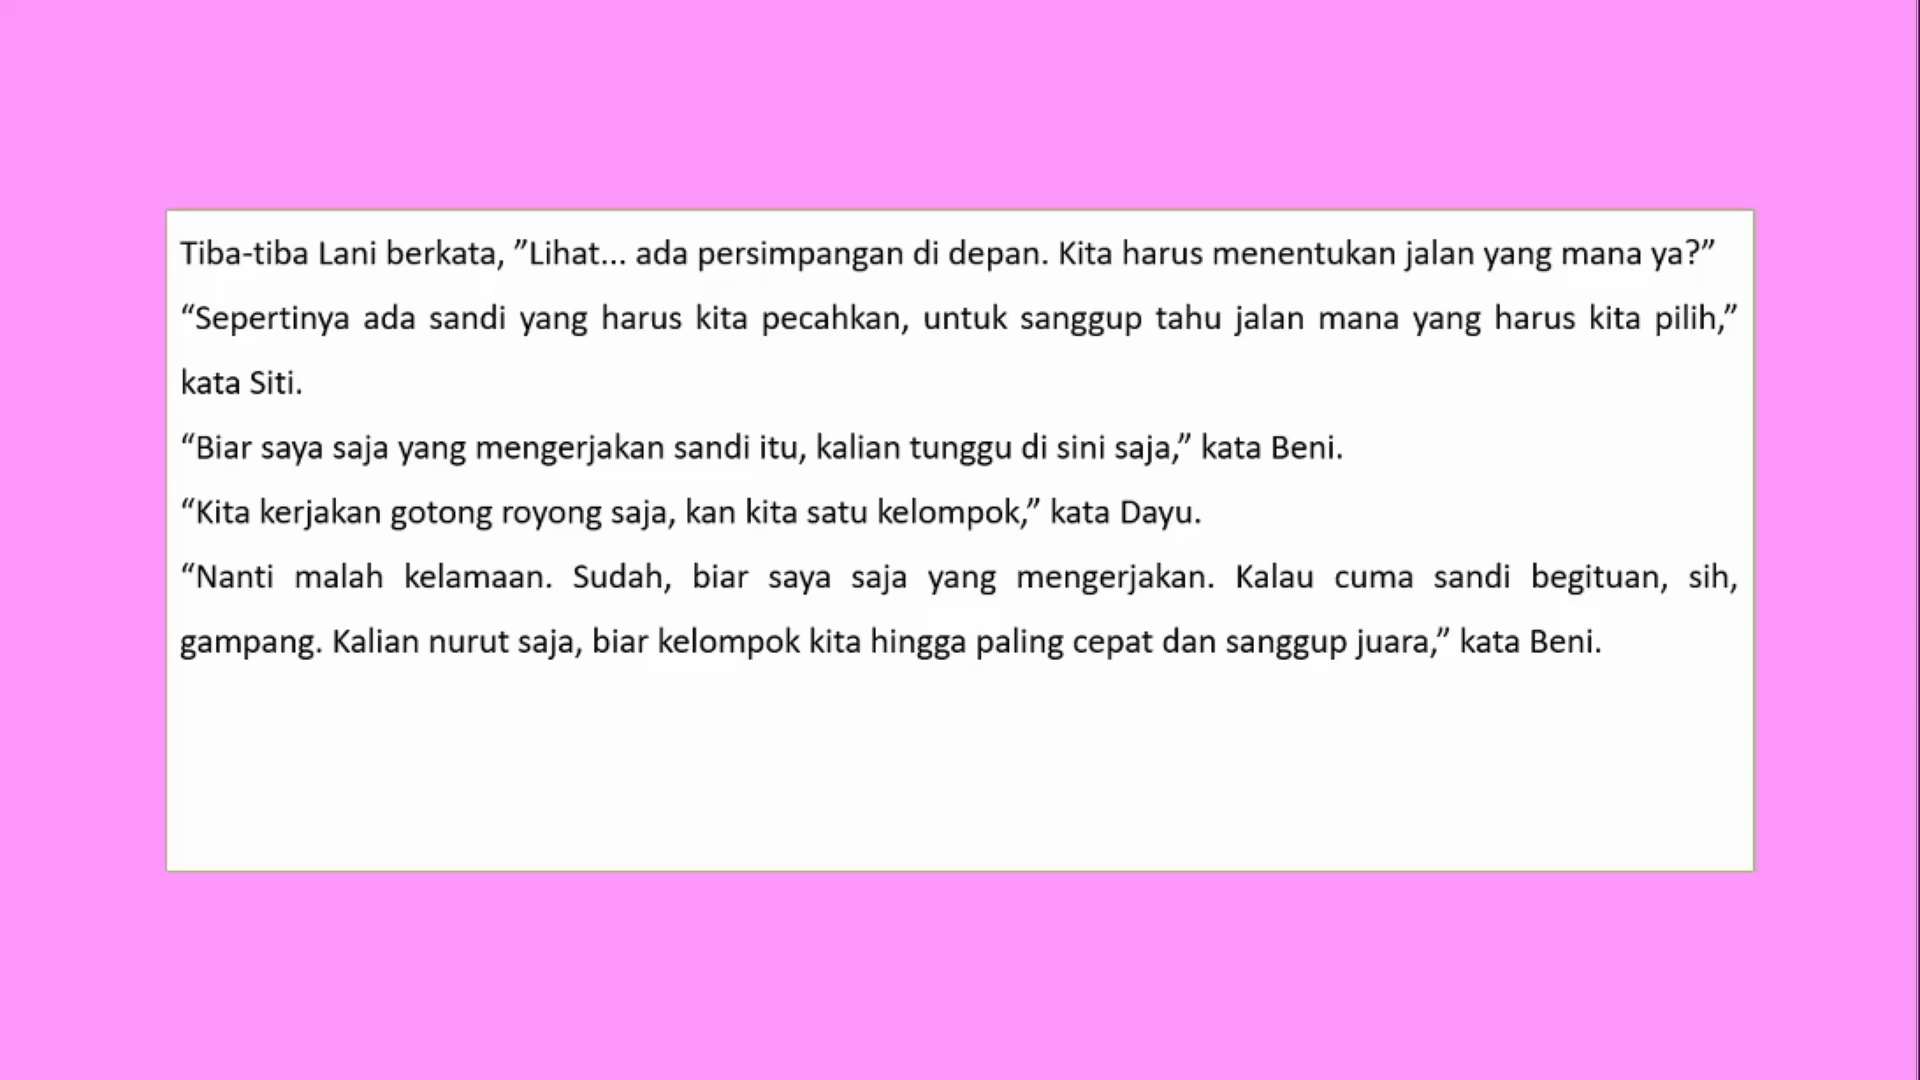 Tiba-tiba Lani berkata, ”Lihat... ada persimpangan di depan. Kita harus menentukan jalan yang mana ya?”
“Sepertinya ada sandi yang harus kita pecahkan, untuk sanggup tahu jalan mana yang harus kita pilih,”
kata Siti.
“Biar saya saja yang mengerjakan sandi itu, kalian tunggu di sini saja,” kata Beni.
“Kita kerjakan gotong royong saja, kan kita satu kelompok,” kata Dayu.
“Nanti malah kelamaan. Sudah, biar saya saja yang mengerjakan. Kalau cuma sandi begituan, sih,
gampang. Kalian nurut saja, biar kelompok kita hingga paling cepat dan sanggup juara,” kata Beni.